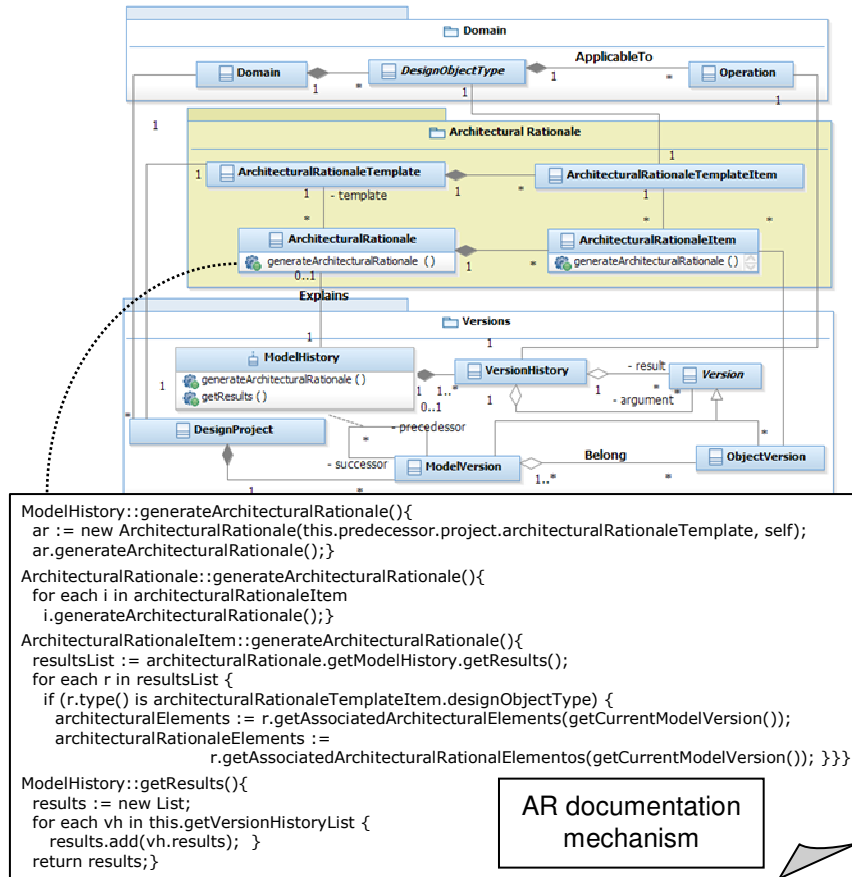 Domain
Domain
DesignObjectType
ApplicableTo
Operation
1
*
1
*
1
1
1
Architectural Rationale
1
1
ArchitecturalRationaleTemplate
ArchitecturalRationaleTemplateItem
1
- template
1
*
1
*
*
*
ArchitecturalRationale
ArchitecturalRationaleItem
generateArchitecturalRationale ( )
generateArchitecturalRationale ( )
0..1
1
*
Explains
Versions
1
1
ModelHistory
VersionHistory
- result
Version
generateArchitecturalRationale ( )
getResults ( )
1
1
1..*
0..1
1
1
*
*
- argument
*
DesignProject
- precedessor
*
*
- successor
ModelVersion
Belong
ObjectVersion
1..*
*
1
*
ModelHistory::generateArchitecturalRationale(){
ar := new ArchitecturalRationale(this.predecessor.project.architecturalRationaleTemplate, self);
ar.generateArchitecturalRationale();}
ArchitecturalRationale::generateArchitecturalRationale(){
for each i in architecturalRationaleItem
i.generateArchitecturalRationale();}
ArchitecturalRationaleItem::generateArchitecturalRationale(){
resultsList := architecturalRationale.getModelHistory.getResults();
for each r in resultsList {
if (r.type() is architecturalRationaleTemplateItem.designObjectType) {
architecturalElements := r.getAssociatedArchitecturalElements(getCurrentModelVersion());
architecturalRationaleElements :=
r.getAssociatedArchitecturalRationalElementos(getCurrentModelVersion()); }}}
ModelHistory::getResults(){
results := new List;
for each vh in this.getVersionHistoryList {
results.add(vh.results); }
return results;}
AR documentation
mechanism